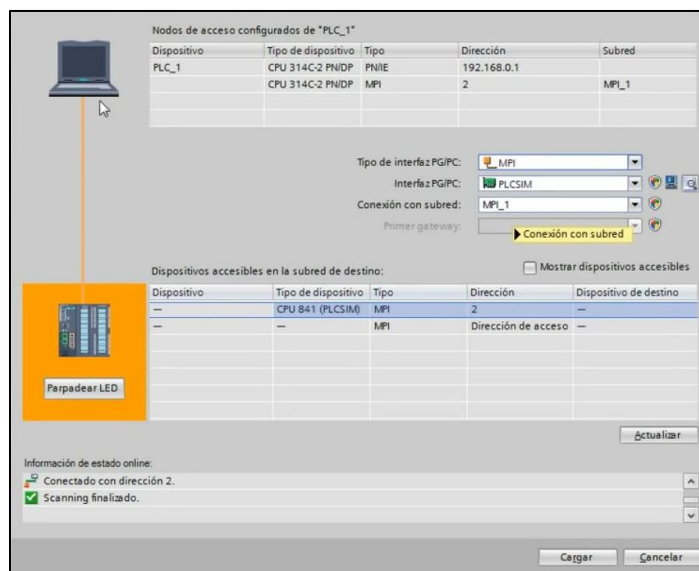 Nodos de acceso configurados de "PLC_1"
Dispositivo Tipo de dispositivo Tipo Dirección Subred
PLC_1 CPU 314C-2 PN/DP PN/IE 192.168.0.1
CPU 314C-2 PN/DP MPI 2 MPI_1
Tipo de interfaz PG/PC: MPI
Interfaz PG/PC: PLCSIM
Conexión con subred: MPI_1
Primer gateway:
Conexión con subred
Dispositivos accesibles en la subred de destino:
Mostrar dispositivos accesibles
Dispositivo Tipo de dispositivo Tipo Dirección Dispositivo de destino
— CPU 841 (PLCSIM) MPI 2 —
— — MPI Dirección de acceso —
Parpadear LED
Actualizar
Información de estado online:
Conectado con dirección 2.
Scanning finalizado.
Cargar Cancelar